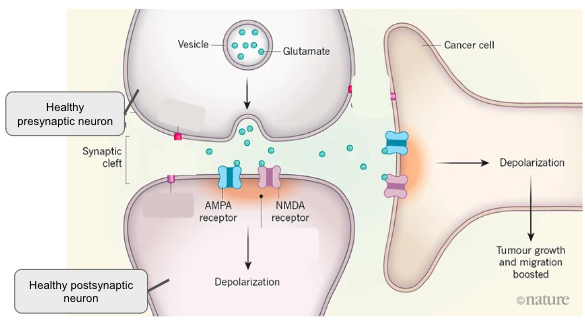 Vesicle
Glutamate
Cancer cell
Healthy
presynaptic neuron
Synaptic
cleft
Depolarization
AMPA
receptor
NMDA
receptor
Tumour growth
and migration
boosted
Healthy postsynaptic
neuron
Depolarization
©nature